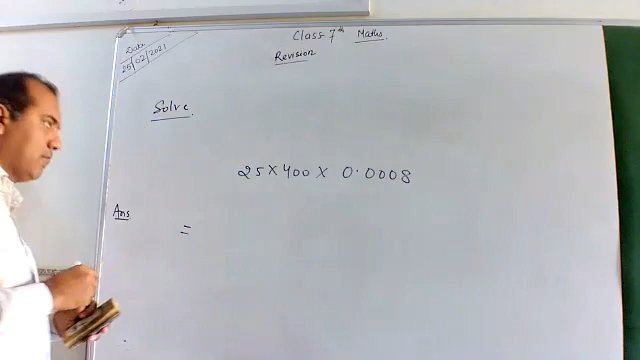 Date
25/02/2021
Class 7th Maths.
Revision
Solve.
25 × 400 × 0.0008
Ans
=